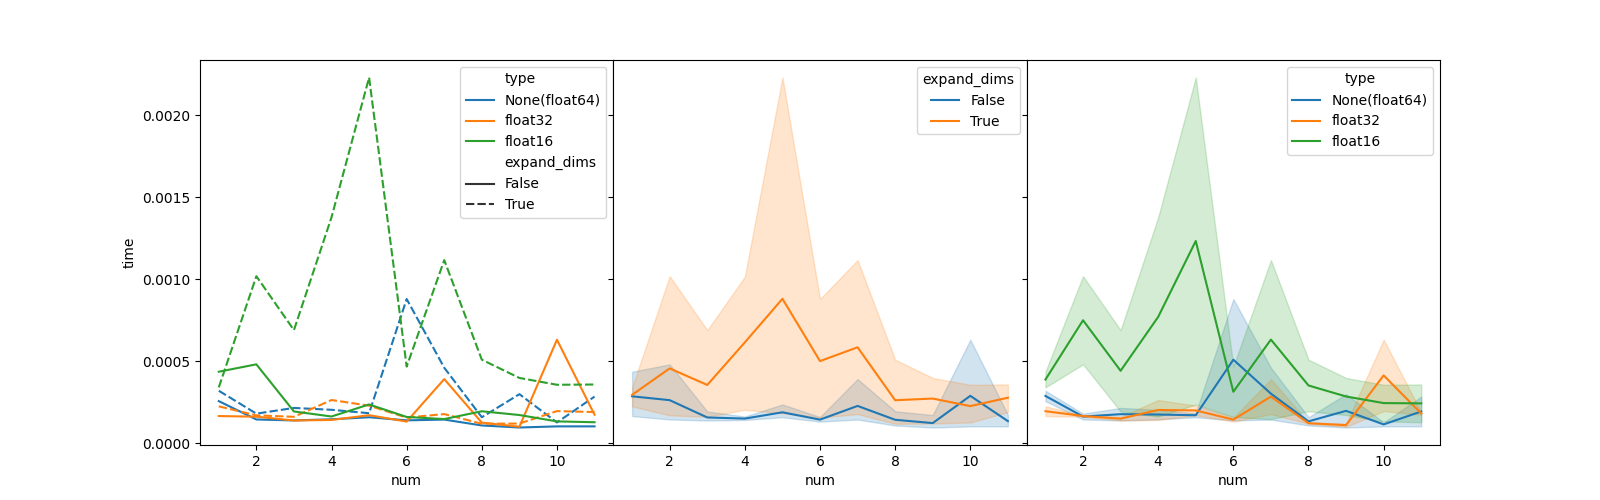 type
None(float64)
float32
float16
expand_dims
False
True
0.0020
0.0015
0.0010
0.0005
0.0000
time
2 4 6 8 10
num
expand_dims
False
True
2 4 6 8 10
num
type
None(float64)
float32
float16
2 4 6 8 10
num